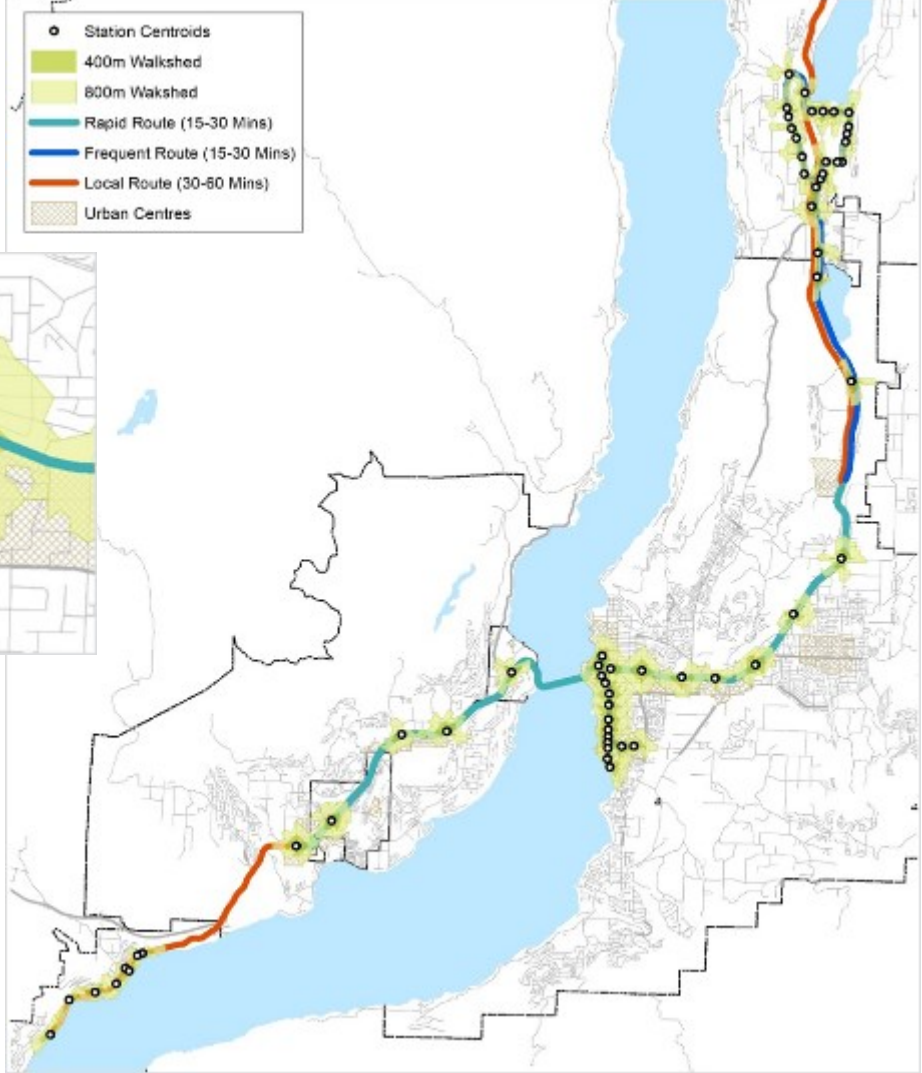 Station Centroids
400m Walkshed
800m Wakshed
Rapid Route (15-30 Mins)
Frequent Route (15-30 Mins)
Local Route (30-60 Mins)
Urban Centres